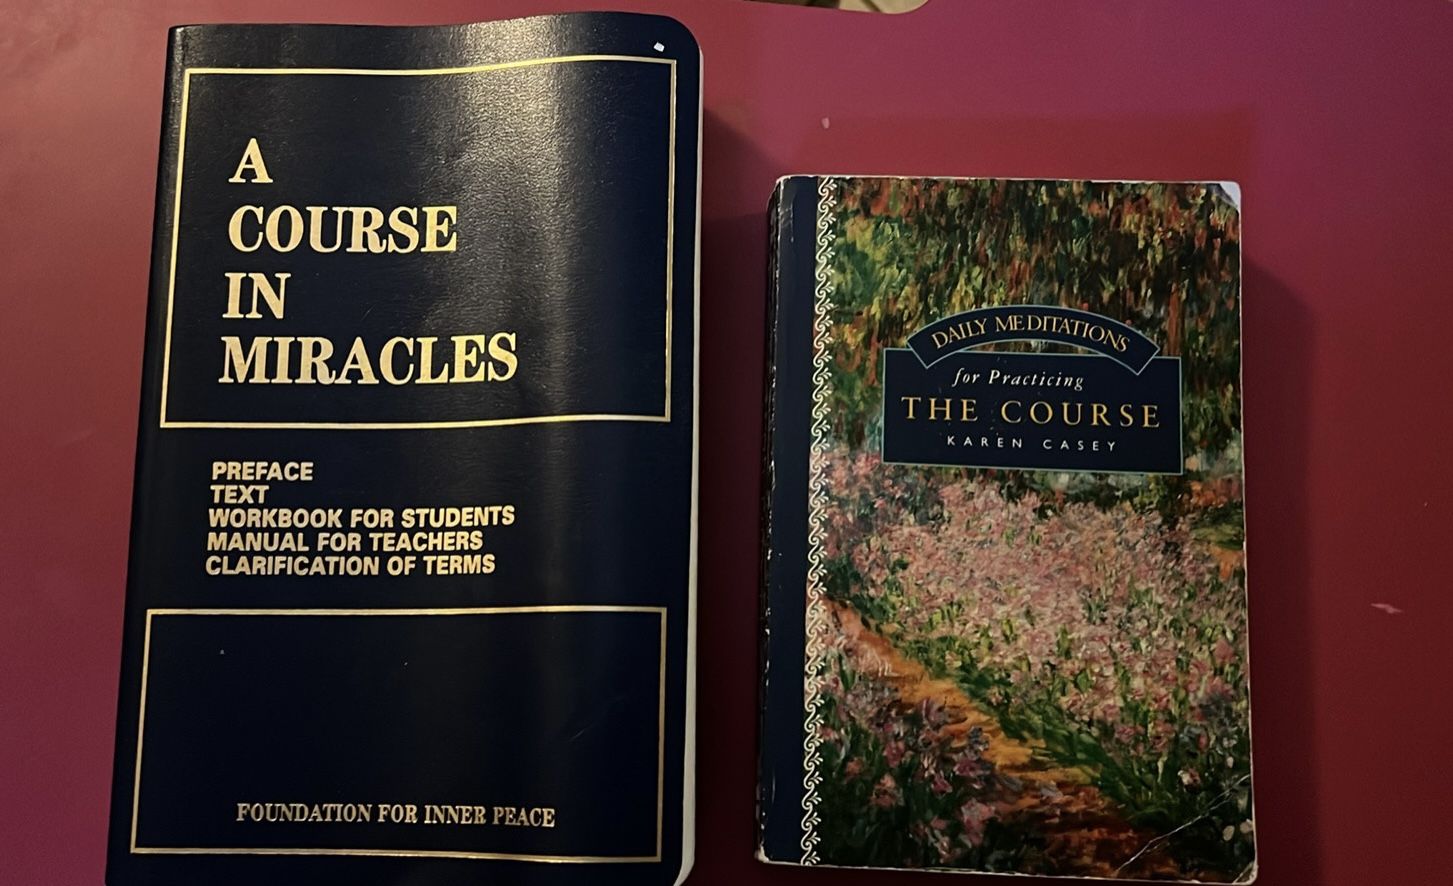 A
COURSE
IN
MIRACLES
PREFACE
TEXT
WORKBOOK FOR STUDENTS
MANUAL FOR TEACHERS
CLARIFICATION OF TERMS
FOUNDATION FOR INNER PEACE
DAILY MEDITATIONS
for Practicing
THE COURSE
KAREN CASEY